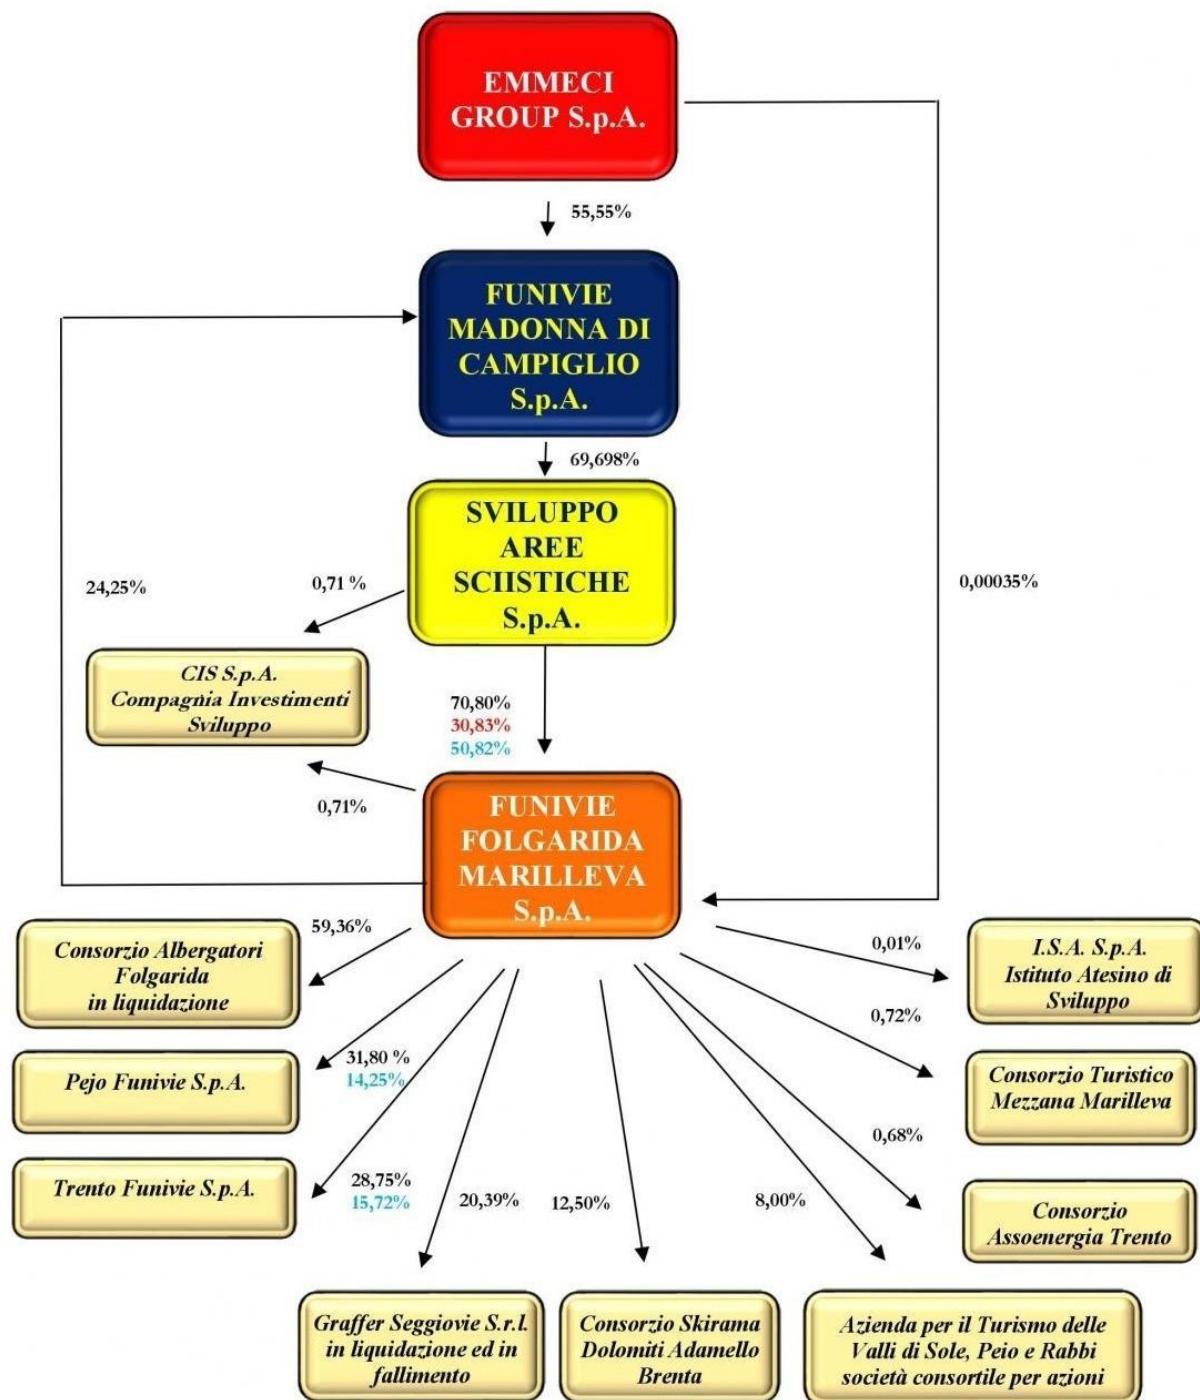 EMMECI
GROUP S.p.A.
55,55%
FUNIVIE
MADONNA DI
CAMPIGLIO
S.p.A.
69,698%
SVILUPPO
AREE
SCIISTICHE
S.p.A.
24,25%
0,71 %
0,00035%
CIS S.p.A.
Compagnia Investimenti
Sviluppo
70,80%
30,83%
50,82%
0,71%
FUNIVIE
FOLGARIDA
MARILLEVA
S.p.A.
59,36%
Consorzio Albergatori
Folgarida
in liquidazione
0,01%
I.S.A. S.p.A.
Istituto Atesino di
Sviluppo
31,80 %
14,25%
Pejo Funivie S.p.A.
0,72%
Consorzio Turistico
Mezzana Marilleva
28,75%
15,72%
Trento Funivie S.p.A.
20,39%
12,50%
8,00%
0,68%
Consorzio
Assoenergia Trento
Graffer Seggiovie S.r.l.
in liquidazione ed in
fallimento
Consorzio Skirama
Dolomiti Adamello
Brenta
Azienda per il Turismo delle
Valli di Sole, Peio e Rabbi
società consortile per azioni